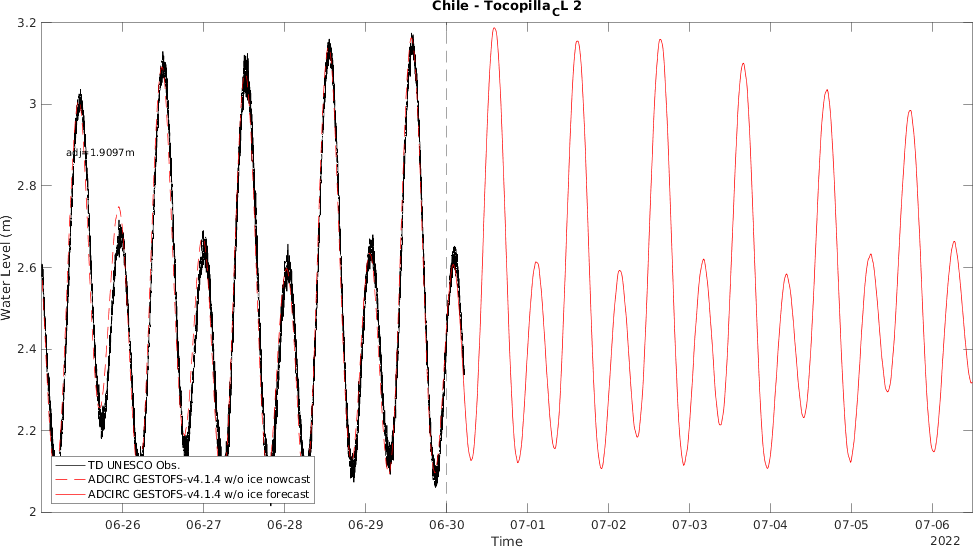 Chile - Tocopilla_CL 2
3.2
3
2.8
2.6
2.4
2.2
2
Water Level (m)
adj=1.9097m
TD UNESCO Obs.
ADCIRC GESTOFS-v4.1.4 w/o ice nowcast
ADCIRC GESTOFS-v4.1.4 w/o ice forecast
06-26 06-27 06-28 06-29 06-30 07-01 07-02 07-03 07-04 07-05 07-06
Time
2022